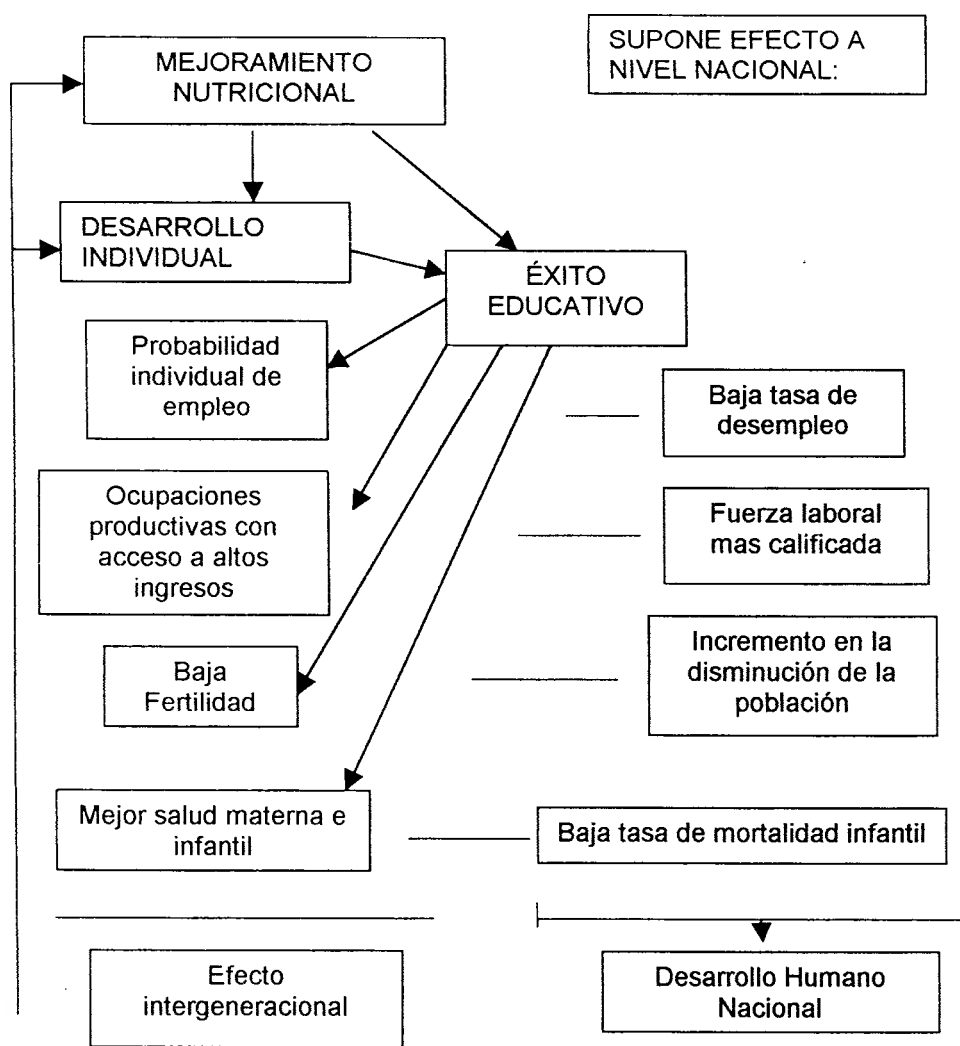 MEJORAMIENTO
NUTRICIONAL
SUPONE EFECTO A
NIVEL NACIONAL:
DESARROLLO
INDIVIDUAL
ÉXITO
EDUCATIVO
Probabilidad
individual de
empleo
Baja tasa de
desempleo
Ocupaciones
productivas con
acceso a altos
ingresos
Fuerza laboral
mas calificada
Baja
Fertilidad
Incremento en la
disminución de la
población
Mejor salud materna e
infantil
Baja tasa de mortalidad infantil
Efecto
intergeneracional
Desarrollo Humano
Nacional